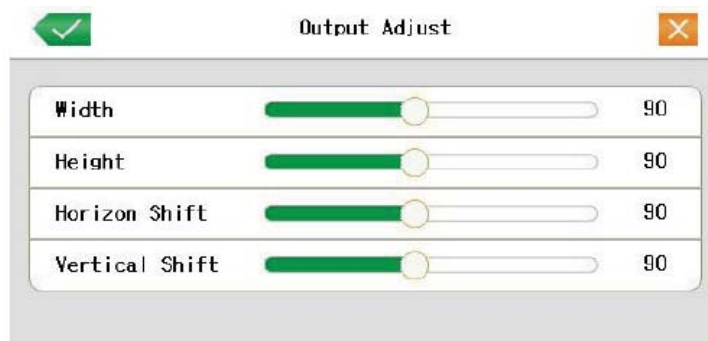 Output Adjust
Width 90
Height 90
Horizon Shift 90
Vertical Shift 90